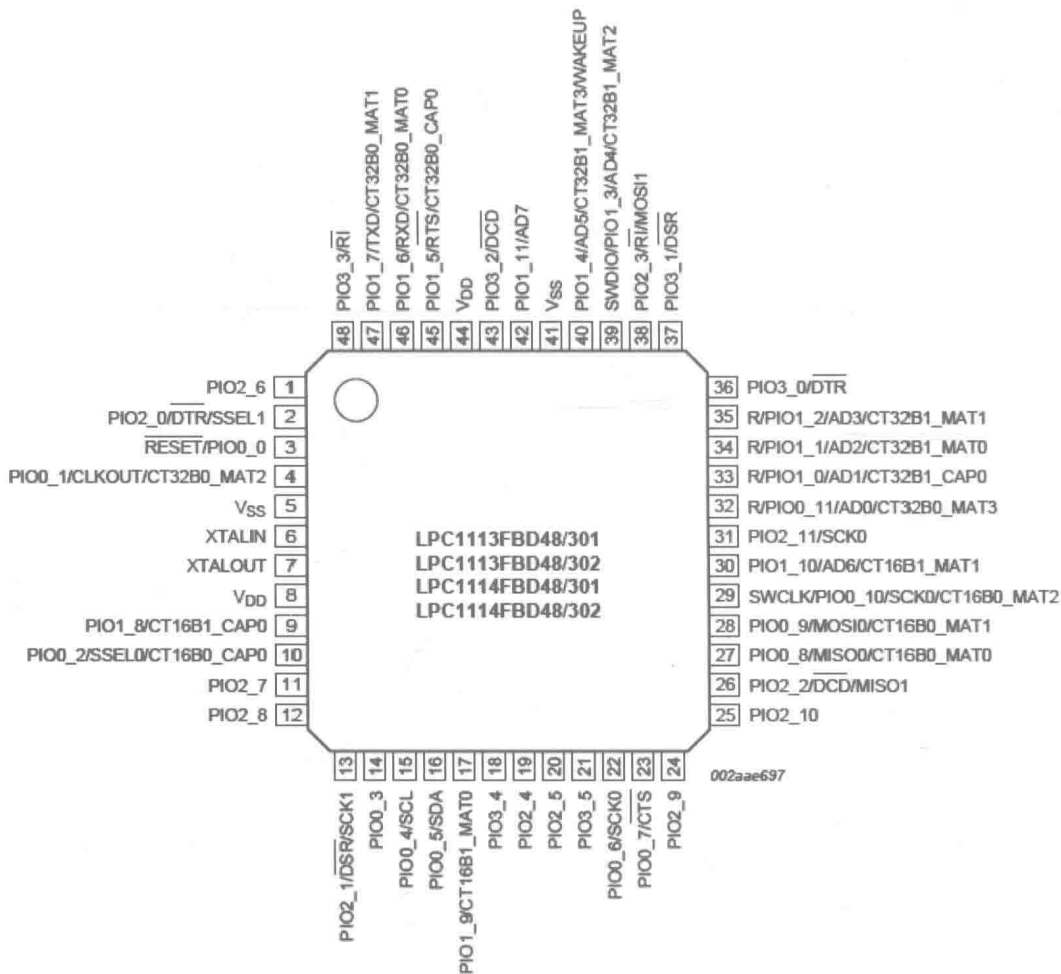 PIO3_3/RI
PIO1_7/TXD/CT32B0_MAT1
PIO1_6/RXD/CT32B0_MAT0
PIO1_5/RTS/CT32B0_CAP0
VDD
PIO3_2/DCD
PIO1_11/AD7
VSS
PIO1_4/AD5/CT32B1_MAT3/WAKEUP
SWDIO/PIO1_3/AD4/CT32B1_MAT2
PIO2_3/RI/MOSI1
PIO3_1/DSR
48 47 46 45 44 43 42 41 40 39 38 37
PIO2_6 1
PIO2_0/DTR/SSEL1 2
RESET/PIO0_0 3
PIO0_1/CLKOUT/CT32B0_MAT2 4
VSS 5
XTALIN 6
XTALOUT 7
VDD 8
PIO1_8/CT16B1_CAP0 9
PIO0_2/SSEL0/CT16B0_CAP0 10
PIO2_7 11
PIO2_8 12
LPC1113FBD48/301
LPC1113FBD48/302
LPC1114FBD48/301
LPC1114FBD48/302
36 PIO3_0/DTR
35 R/PIO1_2/AD3/CT32B1_MAT1
34 R/PIO1_1/AD2/CT32B1_MAT0
33 R/PIO1_0/AD1/CT32B1_CAP0
32 R/PIO0_11/AD0/CT32B0_MAT3
31 PIO2_11/SCK0
30 PIO1_10/AD6/CT16B1_MAT1
29 SWCLK/PIO0_10/SCK0/CT16B0_MAT2
28 PIO0_9/MOSI0/CT16B0_MAT1
27 PIO0_8/MISO0/CT16B0_MAT0
26 PIO2_2/DCD/MISO1
25 PIO2_10
13 14 15 16 17 18 19 20 21 22 23 24
PIO2_1/DSR/SCK1
PIO0_3
PIO0_4/SCL
PIO0_5/SDA
PIO1_9/CT16B1_MAT0
PIO3_4
PIO2_4
PIO2_5
PIO3_5
PIO0_6/SCK0
PIO0_7/CTS
PIO2_9
002aae697